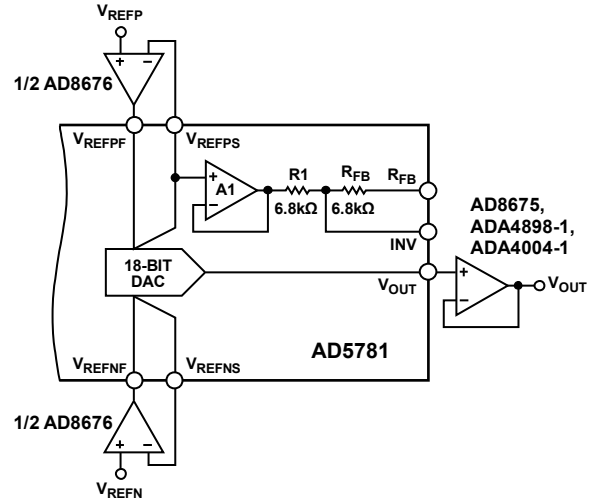 VREFP
+ −
1/2 AD8676
VREFPF
VREFPS
R1
RFB
RFB
+
A1
−
6.8kΩ
6.8kΩ
INV
AD8675,
ADA4898-1,
ADA4004-1
18-BIT
DAC
VOUT
+
−
VOUT
AD5781
VREFNF
VREFNS
1/2 AD8676
+ −
VREFN